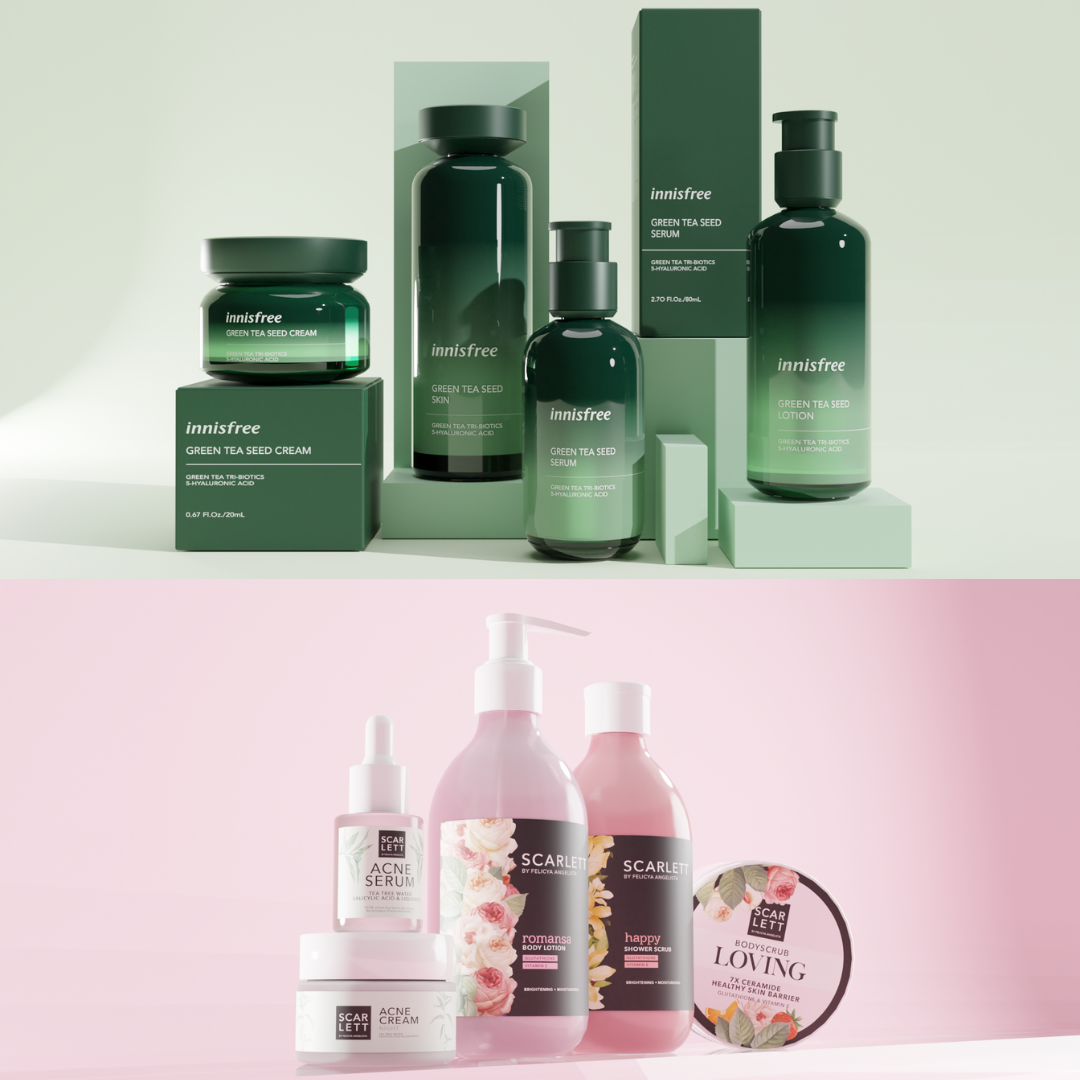 innisfree
GREEN TEA SEED CREAM
GREEN TEA TRI-BIOTICS
5-HYALURONIC ACID
innisfree
GREEN TEA SEED CREAM
GREEN TEA TRI-BIOTICS
5-HYALURONIC ACID
0.67 Fl.Oz./20mL
innisfree
GREEN TEA SEED
SKIN
GREEN TEA TRI-BIOTICS
5-HYALURONIC ACID
innisfree
GREEN TEA SEED
SERUM
GREEN TEA TRI-BIOTICS
5-HYALURONIC ACID
innisfree
GREEN TEA SEED
SERUM
GREEN TEA TRI-BIOTICS
5-HYALURONIC ACID
2.70 Fl.Oz./80mL
innisfree
GREEN TEA SEED
LOTION
GREEN TEA TRI-BIOTICS
5-HYALURONIC ACID
SCAR
LETT
ACNE
SERUM
TEA TREE WATER
SALICYLIC ACID &
SCAR
LETT
ACNE
CREAM
SCARLETT
BY FELICYA ANGELISTA
romansa
BODY LOTION
GLUTATHIONE
VITAMIN E
BRIGHTENING + MOISTURIZING
SCARLETT
BY FELICYA ANGELISTA
happy
SHOWER SCRUB
GLUTATHIONE
VITAMIN E
BRIGHTENING + MOISTURIZING
SCAR
LETT
BODYSCRUB
LOVING
7X CERAMIDE
HEALTHY SKIN BARRIER
GLUTATHIONE & VITAMIN E